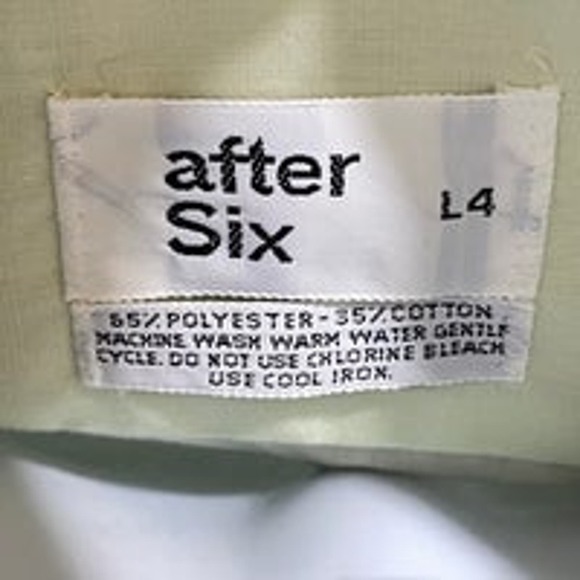 after
Six
L4
65% POLYESTER - 35% COTTON
MACHINE WASH WARM WATER GENTLE
CYCLE. DO NOT USE CHLORINE BLEACH
USE COOL IRON.